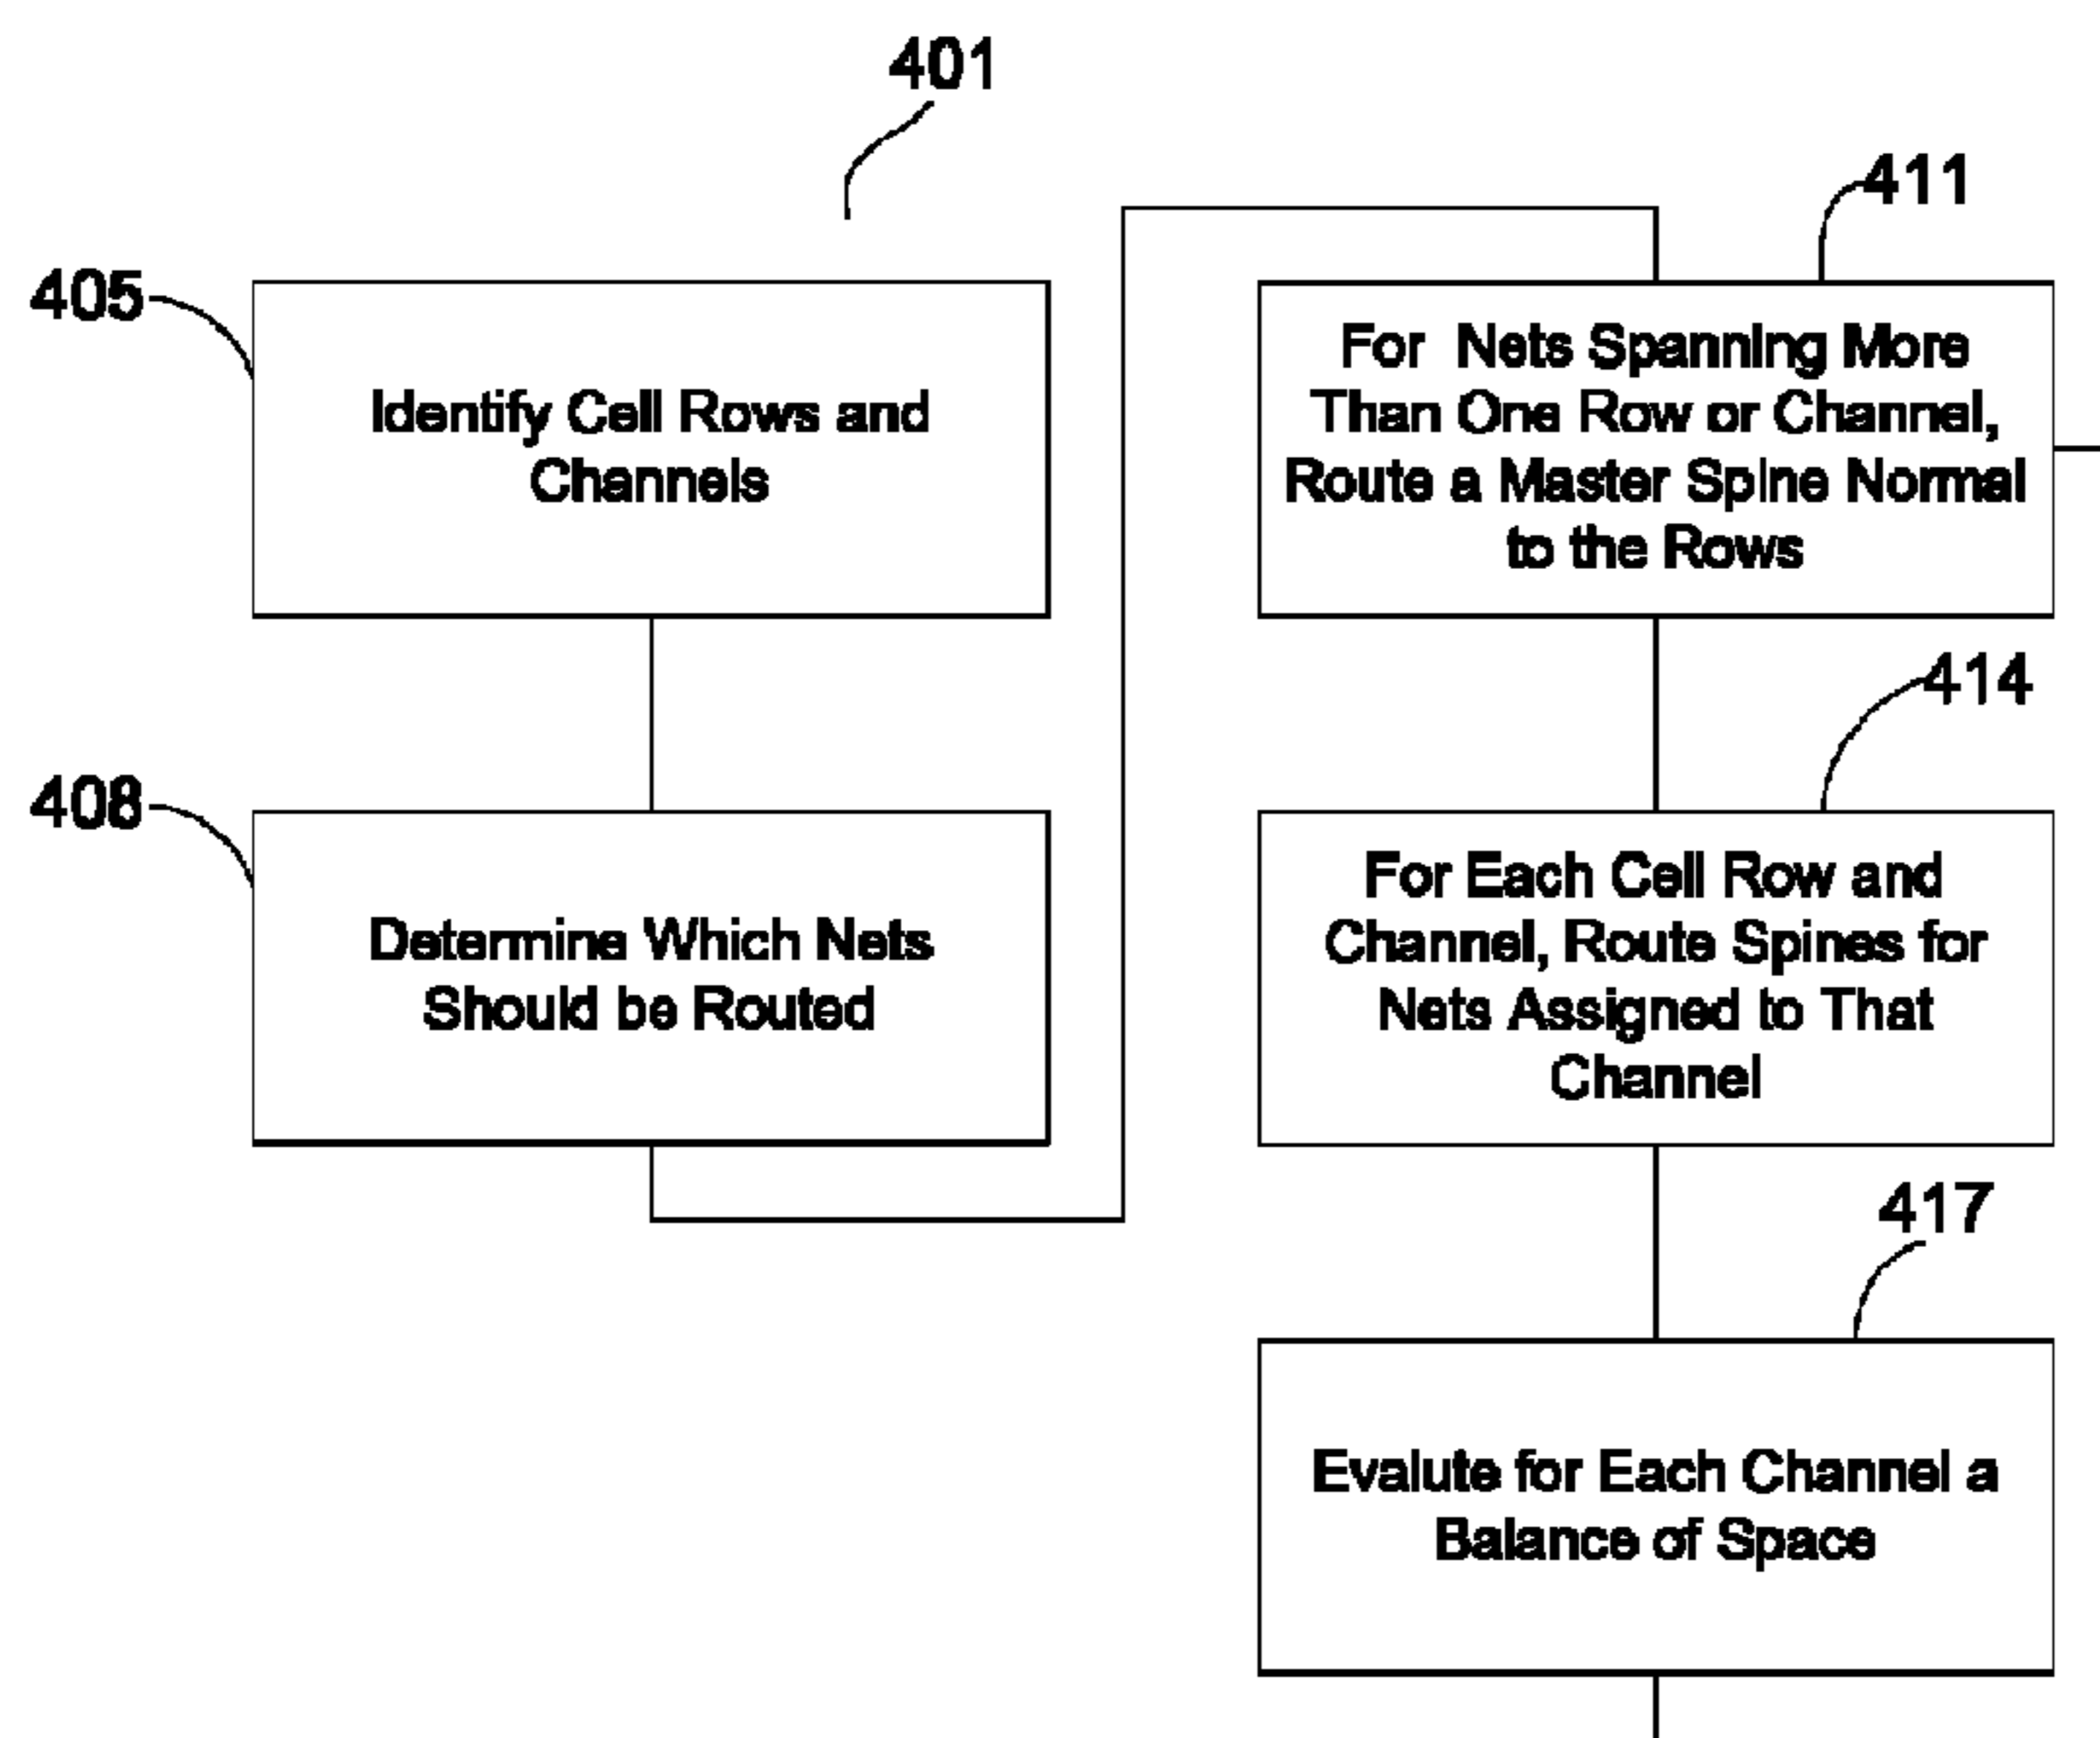 401
405
Identify Cell Rows and
Channels
408
Determine Which Nets
Should be Routed
411
For Nets Spanning More
Than One Row or Channel,
Route a Master Spine Normal
to the Rows
414
For Each Cell Row and
Channel, Route Spines for
Nets Assigned to That
Channel
417
Evalute for Each Channel a
Balance of Space